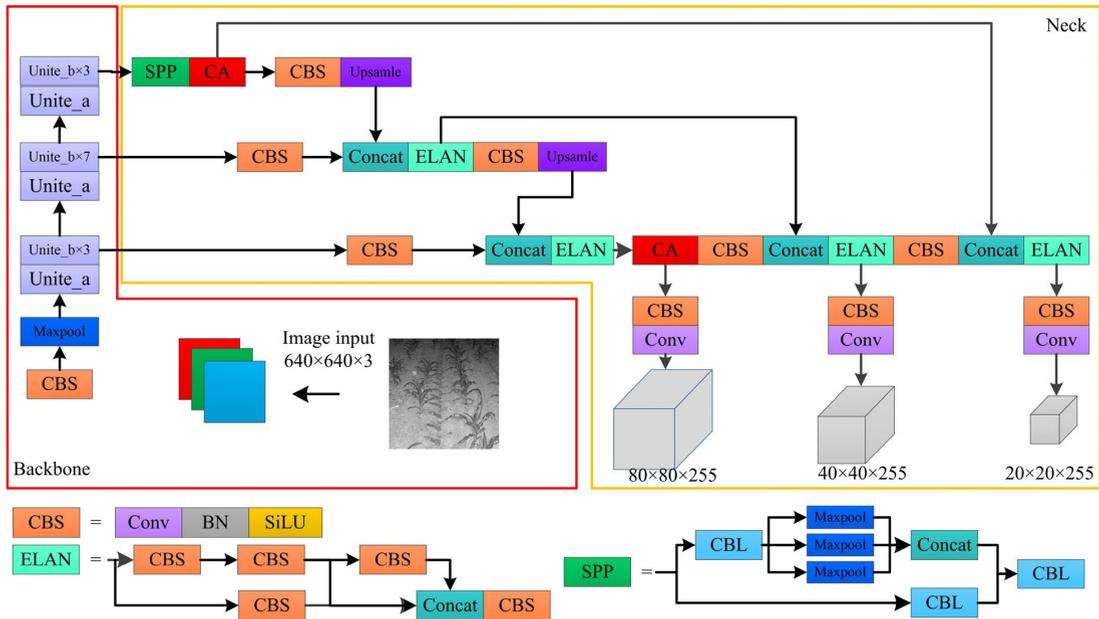 Neck
Unite_b×3
SPP
CA
CBS
Upsamle
Unite_a
Unite_b×7
CBS
Concat
ELAN
CBS
Upsamle
Unite_a
Unite_b×3
CBS
Concat
ELAN
CA
CBS
Concat
ELAN
CBS
Concat
ELAN
Unite_a
CBS
CBS
CBS
Maxpool
Image input
640×640×3
Conv
Conv
Conv
CBS
Backbone
80×80×255
40×40×255
20×20×255
CBS
=
Conv
BN
SiLU
ELAN
=
CBS
CBS
CBS
CBS
Concat
CBS
SPP
=
CBL
Maxpool
Maxpool
Maxpool
Concat
CBL
CBL